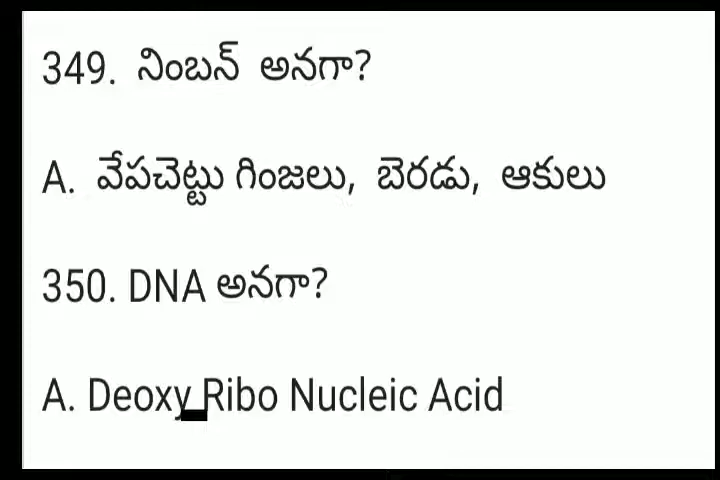 349. నింబన్ అనగా?
A. వేపచెట్టు గింజలు, బెరడు, ఆకులు
350. DNA అనగా?
A. Deoxy Ribo Nucleic Acid